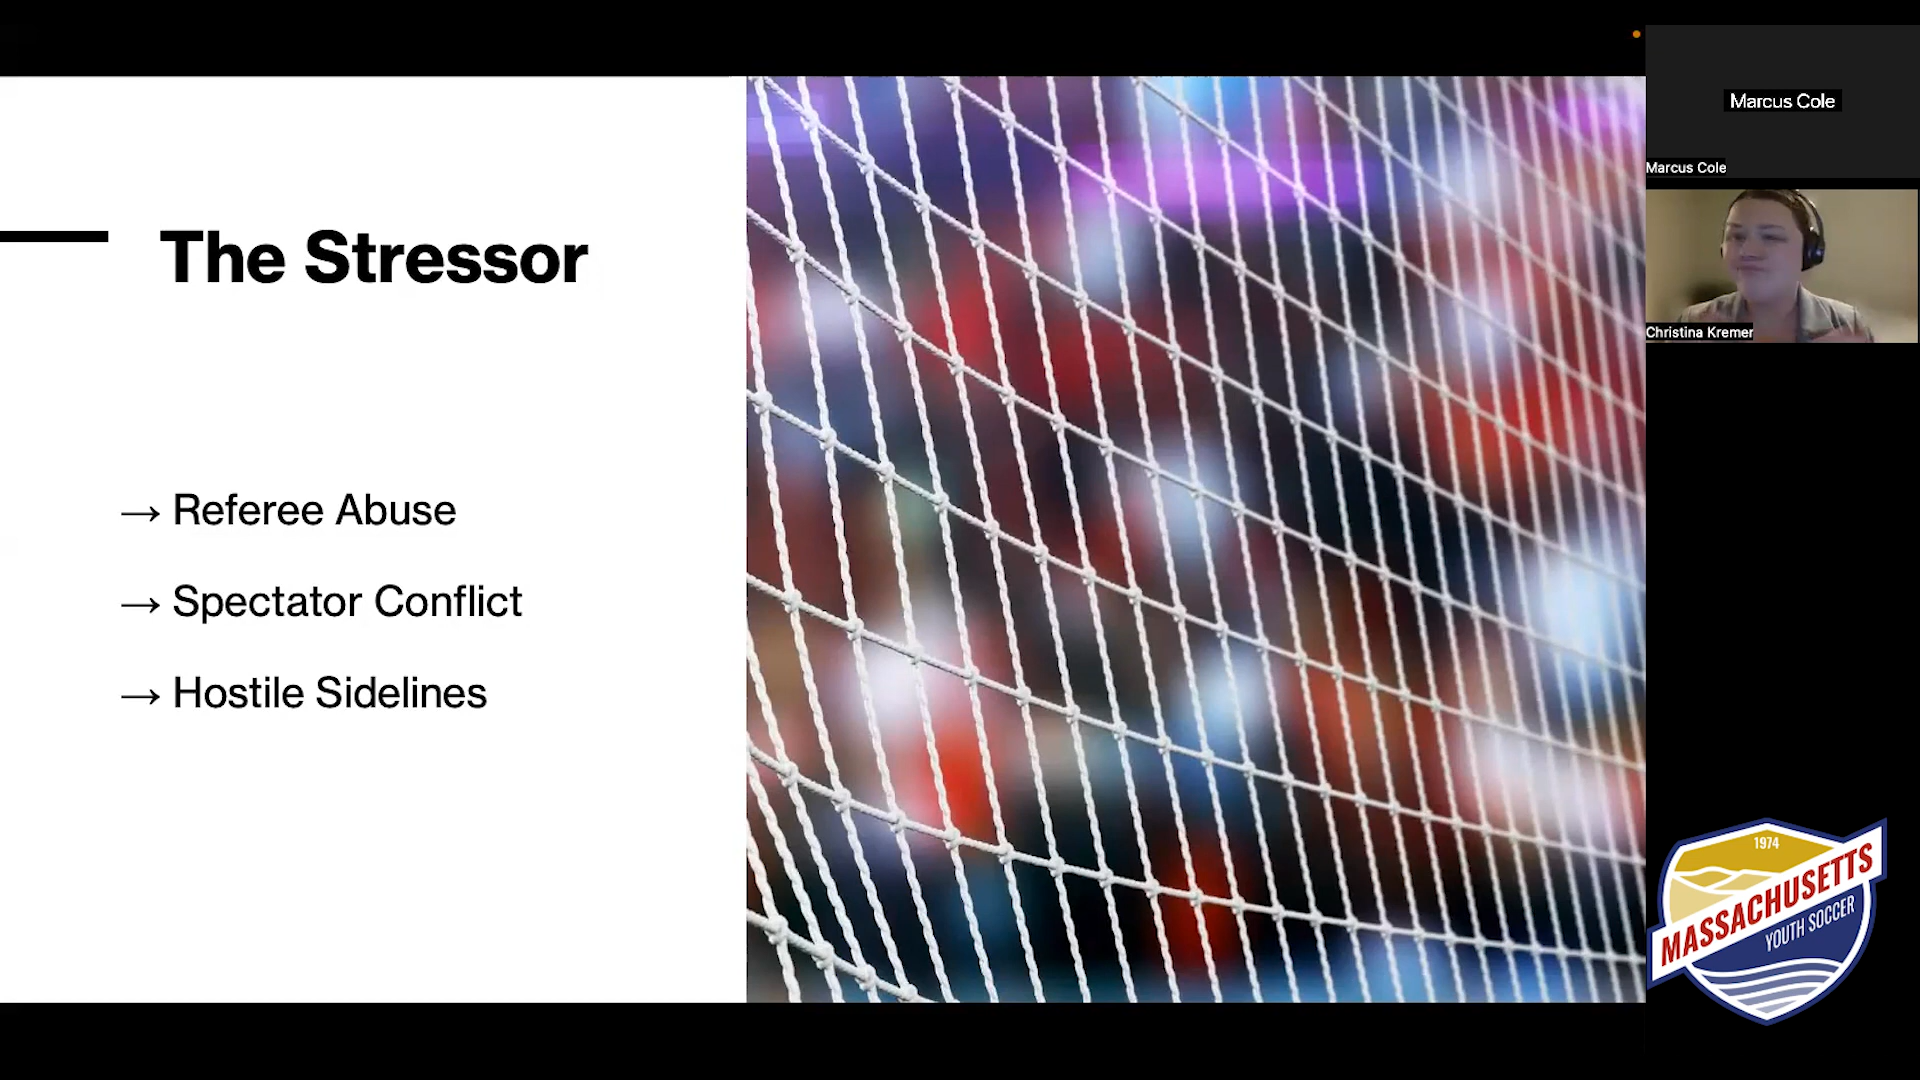 The Stressor
→ Referee Abuse
→ Spectator Conflict
→ Hostile Sidelines
Marcus Cole
Marcus Cole
Christina Kremer
1974
MASSACHUSETTS
YOUTH SOCCER